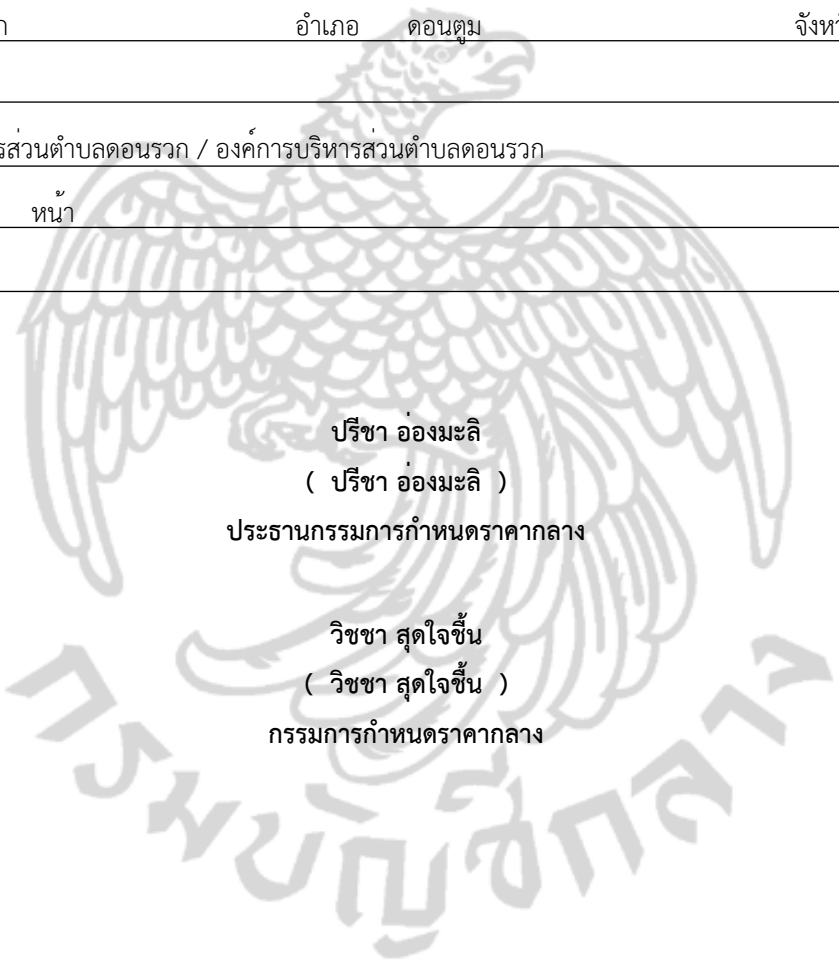 อำเภอ ดอนตูม จังห
รส่วนตำบลดอนรวก / องค์การบริหารส่วนตำบลดอนรวก
หน้า
ปรีชา อ่องมะลิ
( ปรีชา อ่องมะลิ )
ประธานกรรมการกำหนดราคากลาง
วิชชา สุดใจชื้น
( วิชชา สุดใจชื้น )
กรรมการกำหนดราคากลาง
กรมบัญชีกลาง